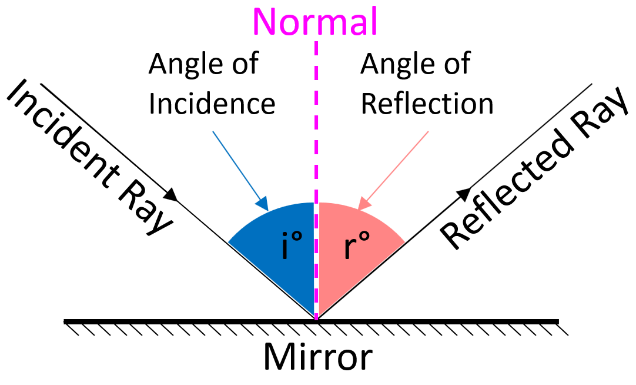 Normal
Angle of
Incidence
Angle of
Reflection
Incident Ray
Reflected Ray
i°
r°
Mirror